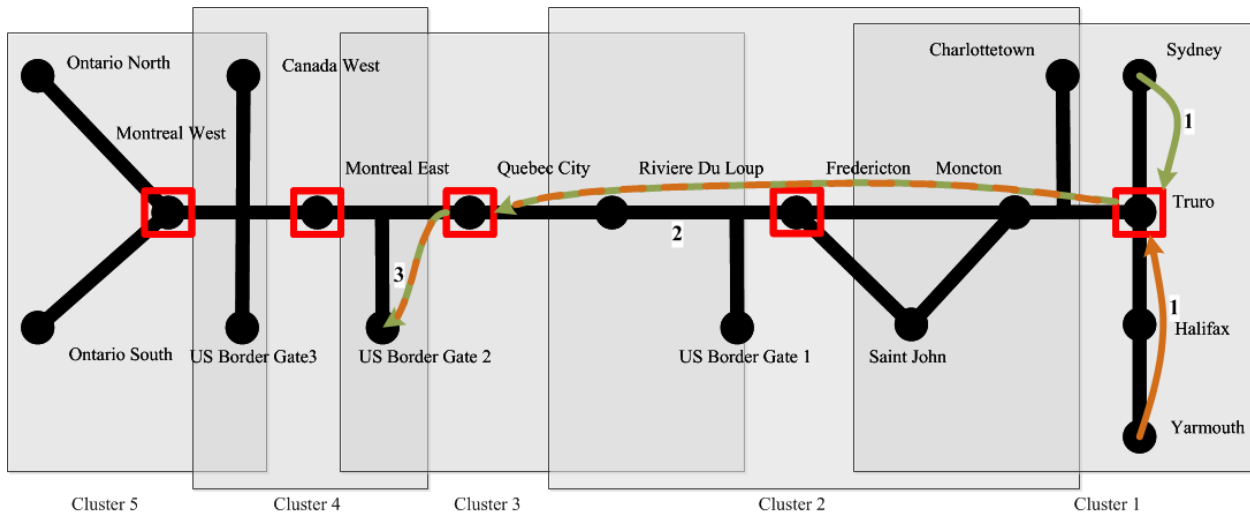 Charlottetown
Sydney
Ontario North
Canada West
1
Montreal West
Montreal East
Quebec City
Riviere Du Loup
Fredericton
Moncton
Truro
2
3
1
Halifax
Ontario South
US Border Gate3
US Border Gate 2
US Border Gate 1
Saint John
Yarmouth
Cluster 5
Cluster 4
Cluster 3
Cluster 2
Cluster 1